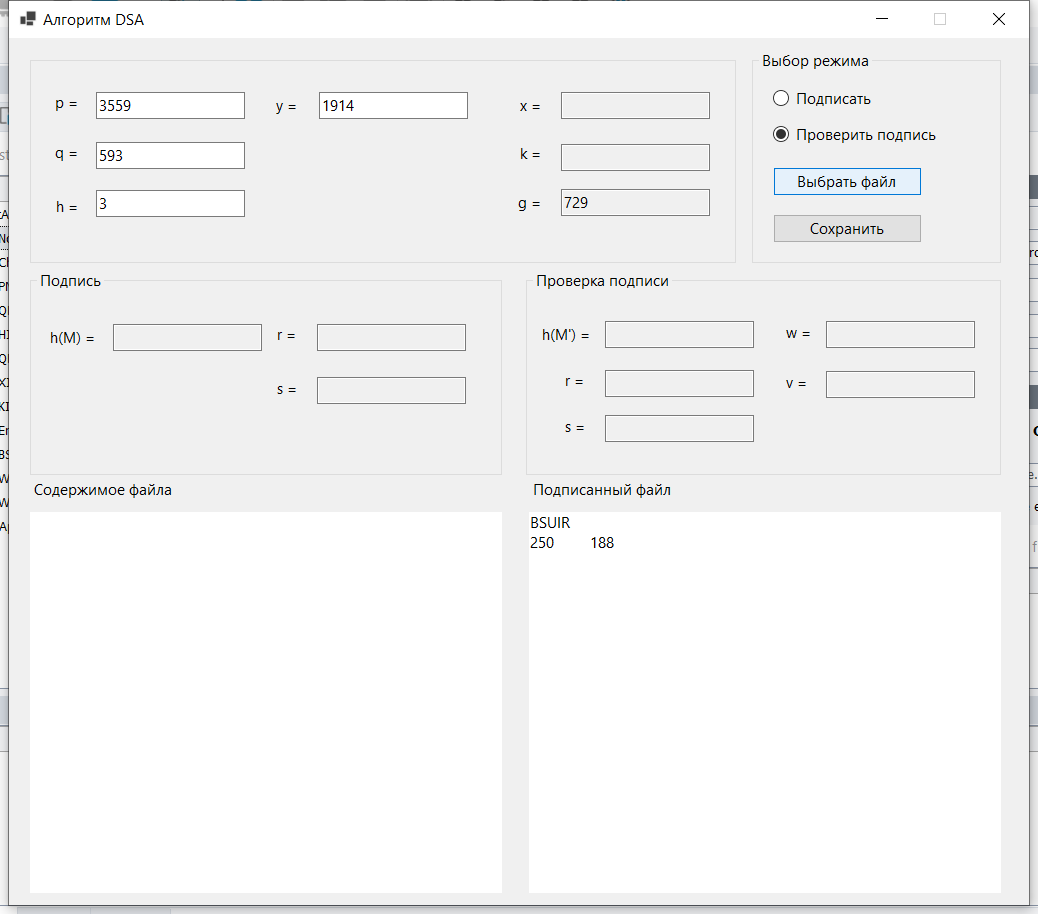 Алгоритм DSA
p = 3559
y = 1914
x =
q = 593
k =
h = 3
g = 729
Выбор режима
Подписать
Проверить подпись
Выбрать файл
Сохранить
Подпись
h(M) =
r =
s =
Проверка подписи
h(M') =
w =
r =
v =
s =
Содержимое файла
Подписанный файл
BSUIR
250 188